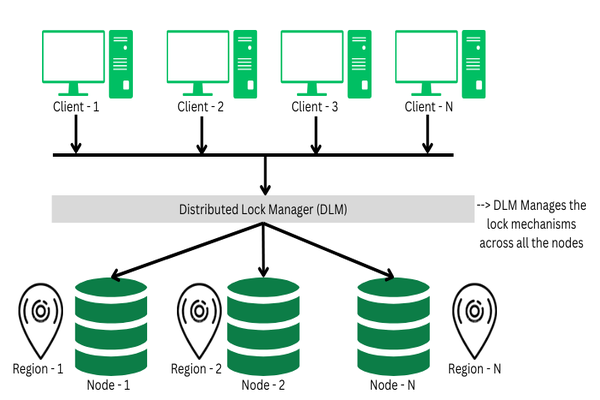 Client - 1
Client - 2
Client - 3
Client - N
Distributed Lock Manager (DLM)
--> DLM Manages the
lock mechanisms
across all the nodes
Region - 1
Node - 1
Region - 2
Node - 2
Node - N
Region - N